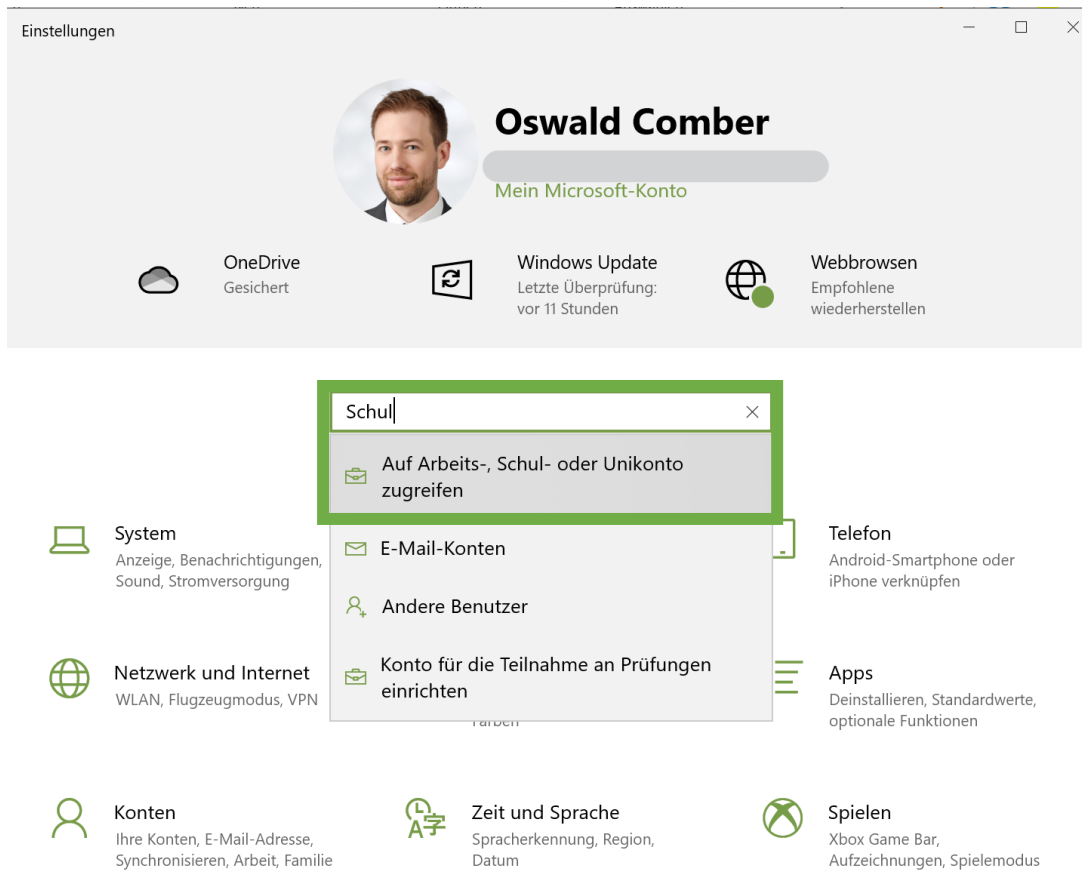 Einstellungen
Oswald Comber
Mein Microsoft-Konto
OneDrive
Gesichert
Windows Update
Letzte Überprüfung:
vor 11 Stunden
Webbrowsen
Empfohlene
wiederherstellen
Schul
Auf Arbeits-, Schul- oder Unikonto
zugreifen
E-Mail-Konten
Andere Benutzer
Konto für die Teilnahme an Prüfungen
einrichten
System
Anzeige, Benachrichtigungen,
Sound, Stromversorgung
Telefon
Android-Smartphone oder
iPhone verknüpfen
Netzwerk und Internet
WLAN, Flugzeugmodus, VPN
Farben
Apps
Deinstallieren, Standardwerte,
optionale Funktionen
Konten
Ihre Konten, E-Mail-Adresse,
Synchronisieren, Arbeit, Familie
Zeit und Sprache
Spracherkennung, Region,
Datum
Spielen
Xbox Game Bar,
Aufzeichnungen, Spielemodus